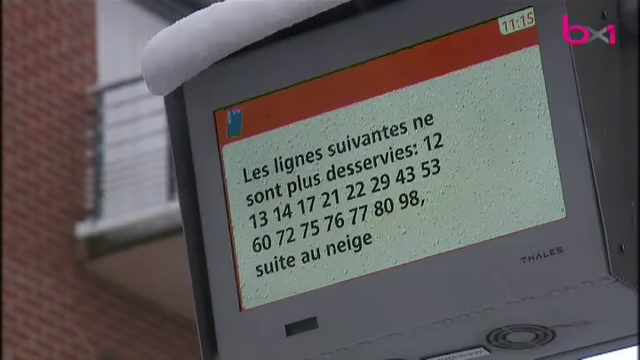 bx1
11:15
Les lignes suivantes ne
sont plus desservies: 12
13 14 17 21 22 29 43 53
60 72 75 76 77 80 98,
suite au neige
THALES